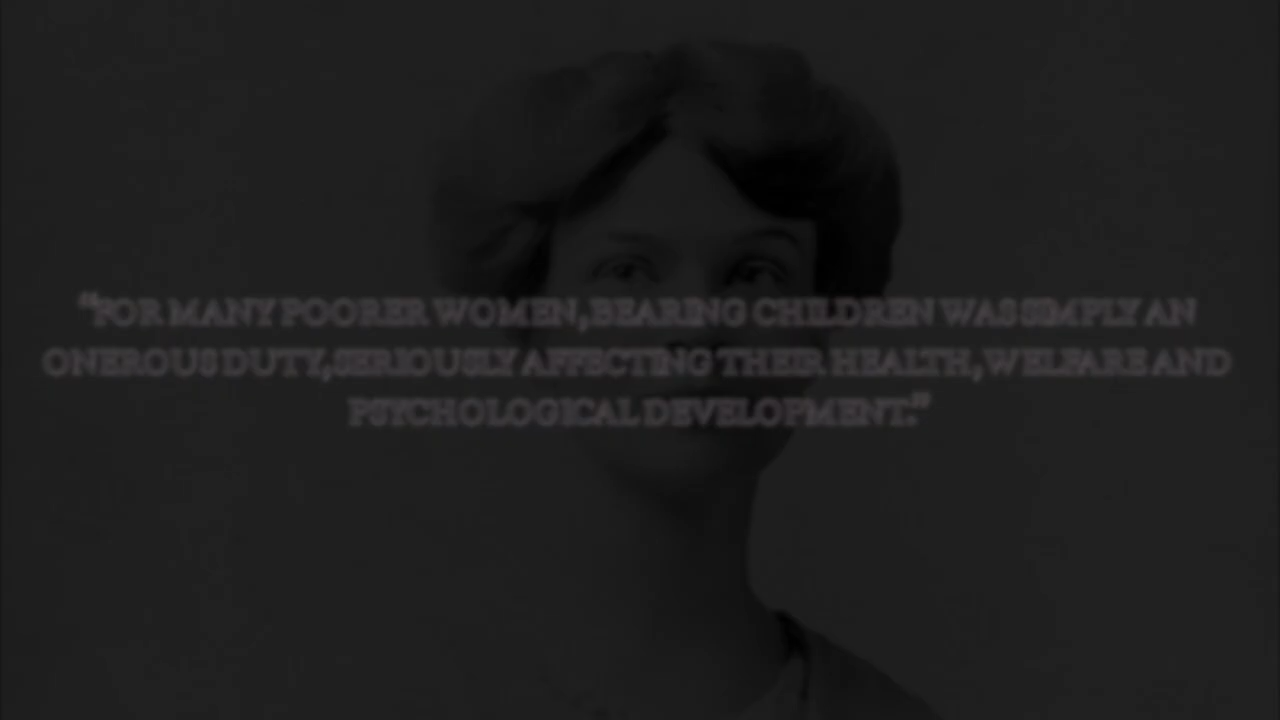 “FOR MANY POORER WOMEN, BEARING CHILDREN WAS SIMPLY AN
ONEROUS DUTY, SERIOUSLY AFFECTING THEIR HEALTH, WELFARE AND
PSYCHOLOGICAL DEVELOPMENT.”